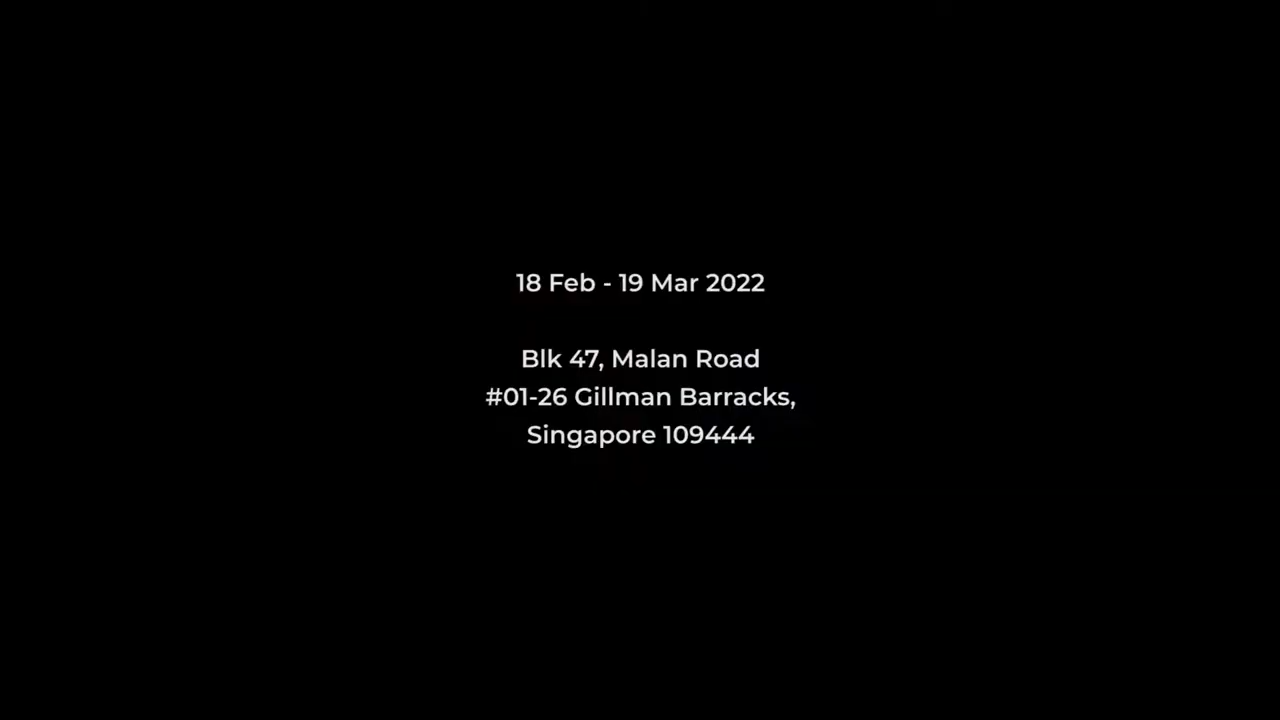 18 Feb - 19 Mar 2022
Blk 47, Malan Road
#01-26 Gillman Barracks,
Singapore 109444